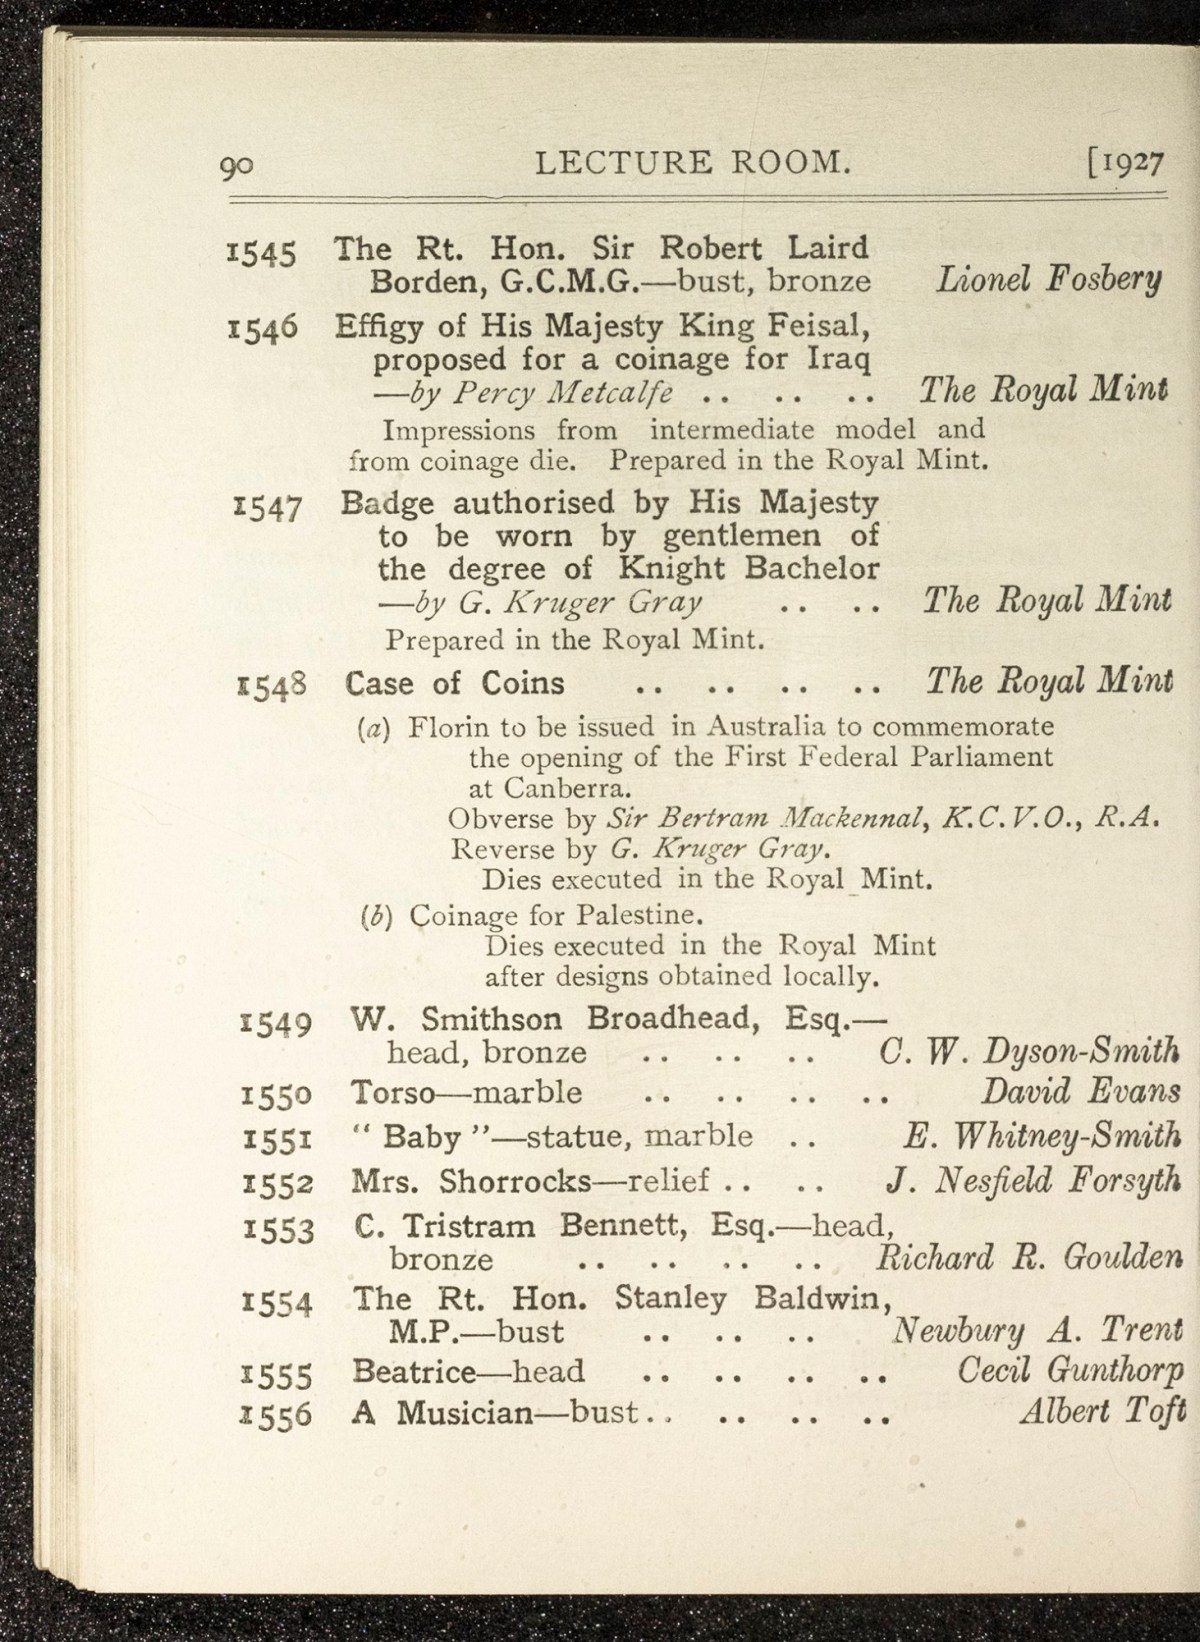 90 LECTURE ROOM. [1927
1545 The Rt. Hon. Sir Robert Laird
Borden, G.C.M.G.—bust, bronze Lionel Fosbery
1546 Effigy of His Majesty King Feisal,
proposed for a coinage for Iraq
—by Percy Metcalfe .. .. .. The Royal Mint
Impressions from intermediate model and
from coinage die. Prepared in the Royal Mint.
1547 Badge authorised by His Majesty
to be worn by gentlemen of
the degree of Knight Bachelor
—by G. Kruger Gray .. .. The Royal Mint
Prepared in the Royal Mint.
1548 Case of Coins .. .. .. .. The Royal Mint
(a) Florin to be issued in Australia to commemorate
the opening of the First Federal Parliament
at Canberra.
Obverse by Sir Bertram Mackennal, K.C.V.O., R.A.
Reverse by G. Kruger Gray.
Dies executed in the Royal Mint.
(b) Coinage for Palestine.
Dies executed in the Royal Mint
after designs obtained locally.
1549 W. Smithson Broadhead, Esq.—
head, bronze .. .. .. C. W. Dyson-Smith
1550 Torso—marble .. .. .. .. David Evans
1551 " Baby "—statue, marble .. E. Whitney-Smith
1552 Mrs. Shorrocks—relief .. .. J. Nesfield Forsyth
1553 C. Tristram Bennett, Esq.—head,
bronze .. .. .. .. Richard R. Goulden
1554 The Rt. Hon. Stanley Baldwin,
M.P.—bust .. .. .. Newbury A. Trent
1555 Beatrice—head .. .. .. .. Cecil Gunthorp
1556 A Musician—bust .. .. .. .. Albert Toft